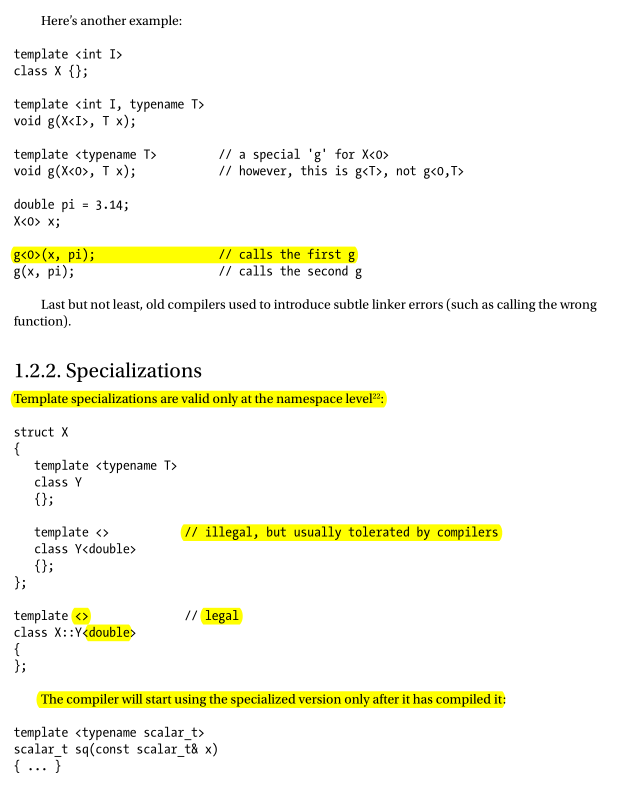 Here's another example:
template <int I>
class X {};
template <int I, typename T>
void g(X<I>, T x);
template <typename T> // a special 'g' for X<0>
void g(X<0>, T x); // however, this is g<T>, not g<0,T>
double pi = 3.14;
X<0> x;
g<0>(x, pi); // calls the first g
g(x, pi); // calls the second g
Last but not least, old compilers used to introduce subtle linker errors (such as calling the wrong
function).
1.2.2. Specializations
Template specializations are valid only at the namespace level²²:
struct X
{
template <typename T>
class Y
{};
template <> // illegal, but usually tolerated by compilers
class Y<double>
{};
};
template <> // legal
class X::Y<double>
{
};
The compiler will start using the specialized version only after it has compiled it:
template <typename scalar_t>
scalar_t sq(const scalar_t& x)
{ ... }